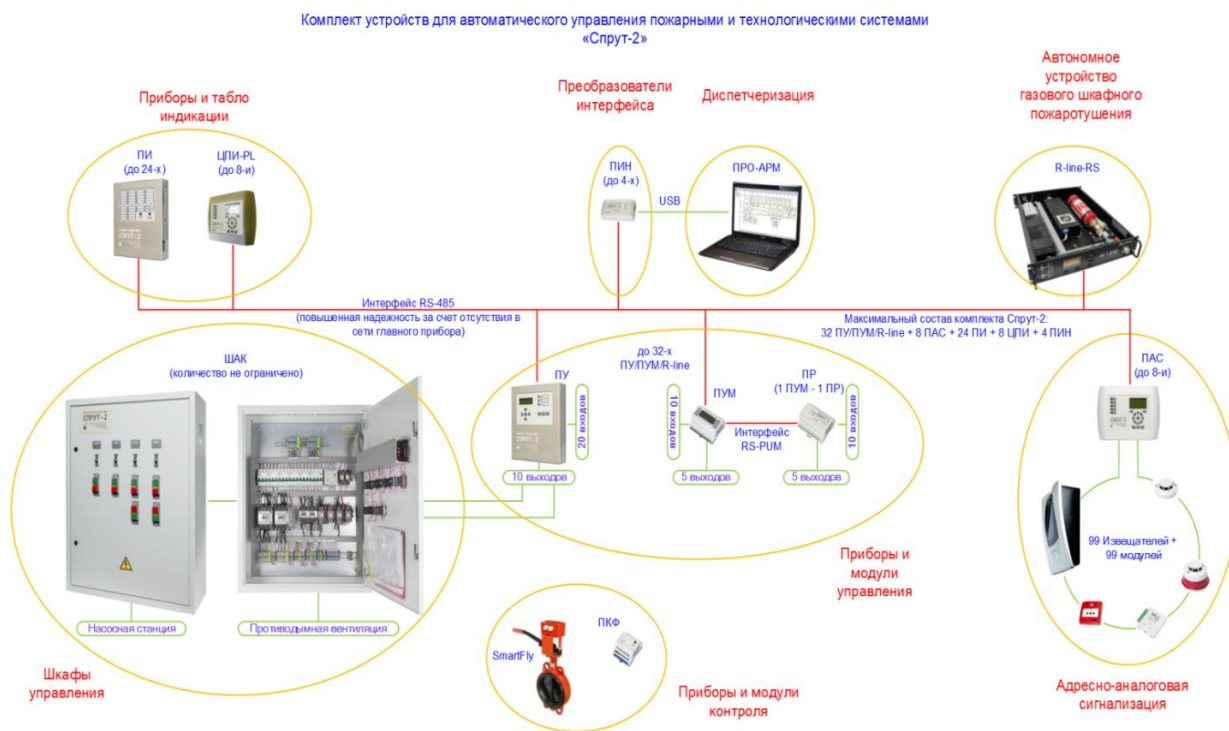 Комплект устройств для автоматического управления пожарными и технологическими системами
«Спрут-2»
Приборы и табло
индикации
ПИ
(до 24-х)
ЦПИ-PL
(до 8-и)
СПРУТ-2
Преобразователи
интерфейса
ПИН
(до 4-х)
USB
Диспетчеризация
ПРО-АРМ
Автономное
устройство
газового шкафного
пожаротушения
R-line-RS
Интерфейс RS-485
(повышенная надежность за счет отсутствия в
сети главного прибора)
Максимальный состав комплекта Спрут-2:
32 ПУ/ПУМ/R-line + 8 ПАС + 24 ПИ + 8 ЦПИ + 4 ПИН
ШАК
(количество не ограничено)
СПРУТ-2
Насосная станция
Противодымная вентиляция
Шкафы
управления
до 32-х
ПУ/ПУМ/R-line
ПУ
СПРУТ-2
20 входов
10 выходов
ПУМ
10 входов
5 выходов
Интерфейс
RS-PUM
ПР
(1 ПУМ - 1 ПР)
10 входов
5 выходов
Приборы и
модули
управления
SmartFly
ПКФ
Приборы и модули
контроля
ПАС
(до 8-и)
99 Извещателей +
99 модулей
Адресно-аналоговая
сигнализация